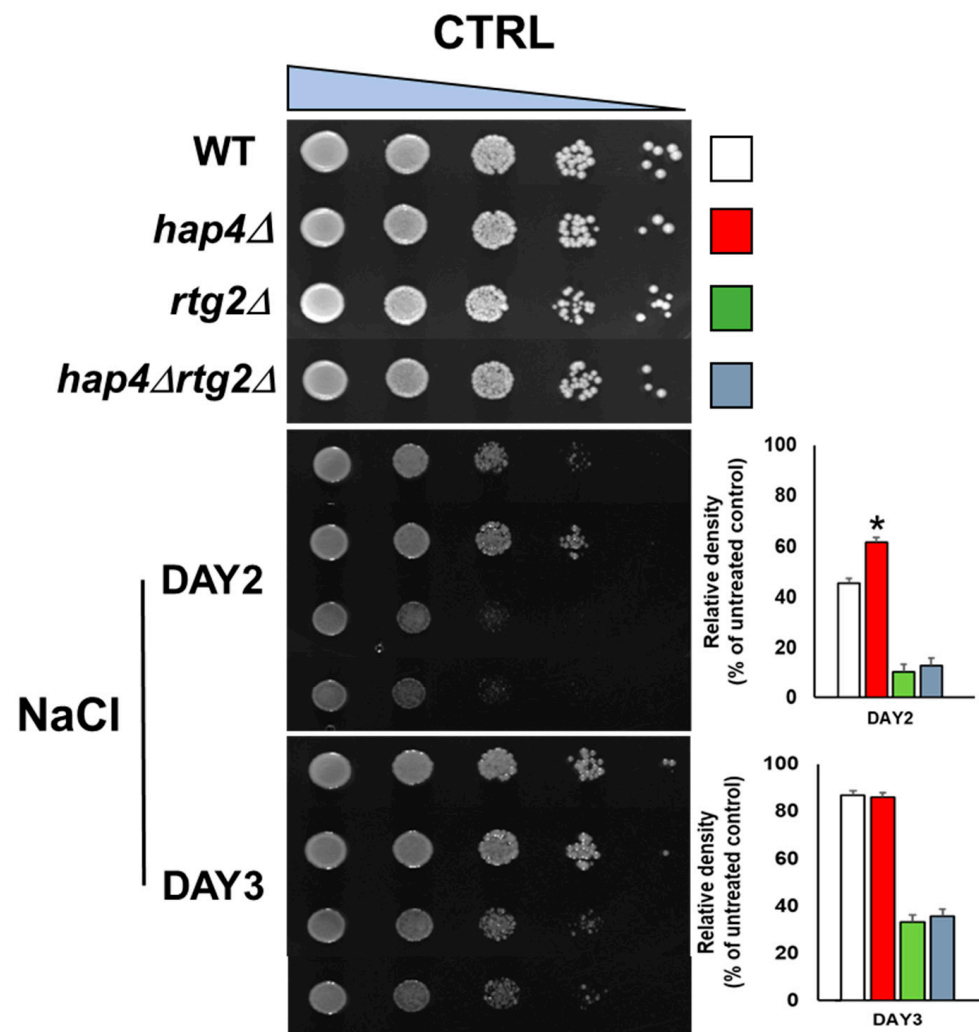 CTRL
WT
hap4Δ
rtg2Δ
hap4Δrtg2Δ
NaCl
DAY2
DAY3
Relative density
(% of untreated control)
100
80
60
40
20
0
*
DAY2
Relative density
(% of untreated control)
100
80
60
40
20
0
DAY3